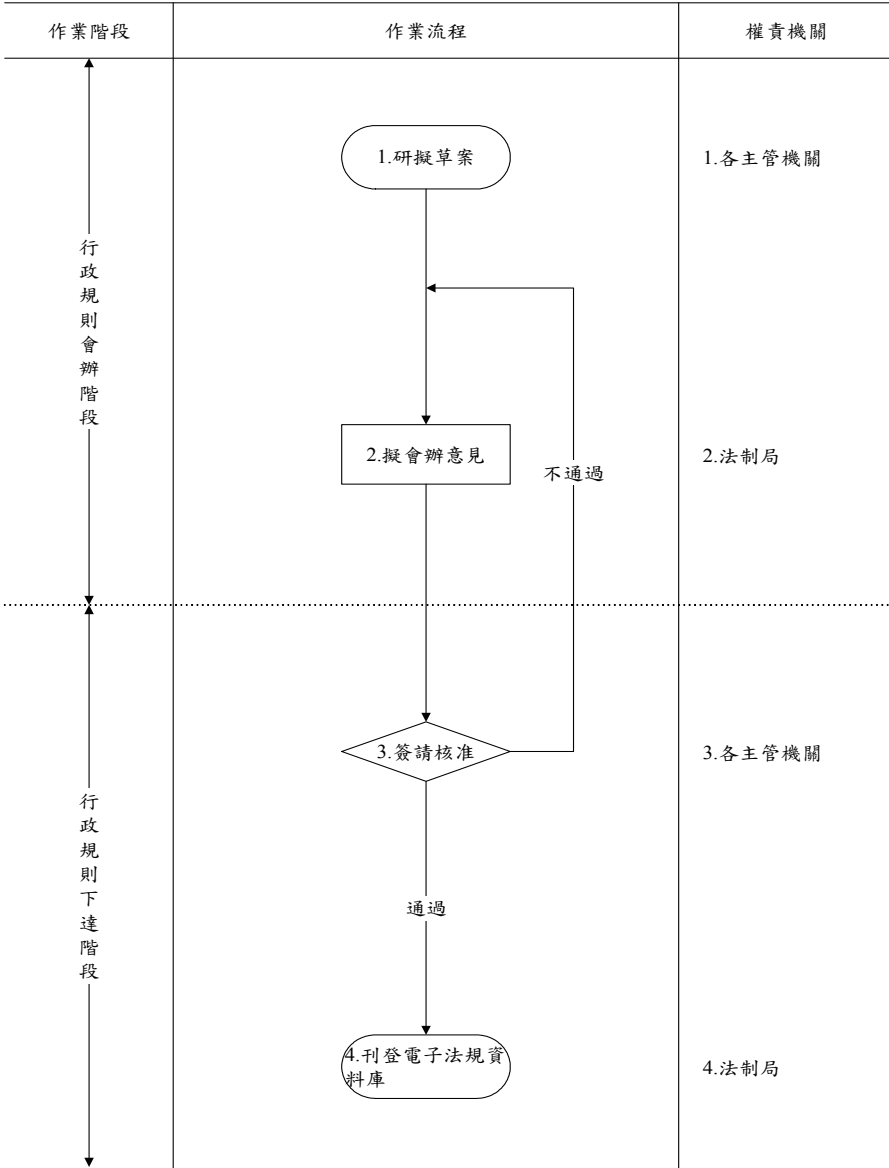 作業階段
作業流程
權責機關
行政規則會辦階段
1.研擬草案
1.各主管機關
2.擬會辦意見
不通過
2.法制局
行政規則下達階段
3.簽請核准
3.各主管機關
通過
4.刊登電子法規資
料庫
4.法制局